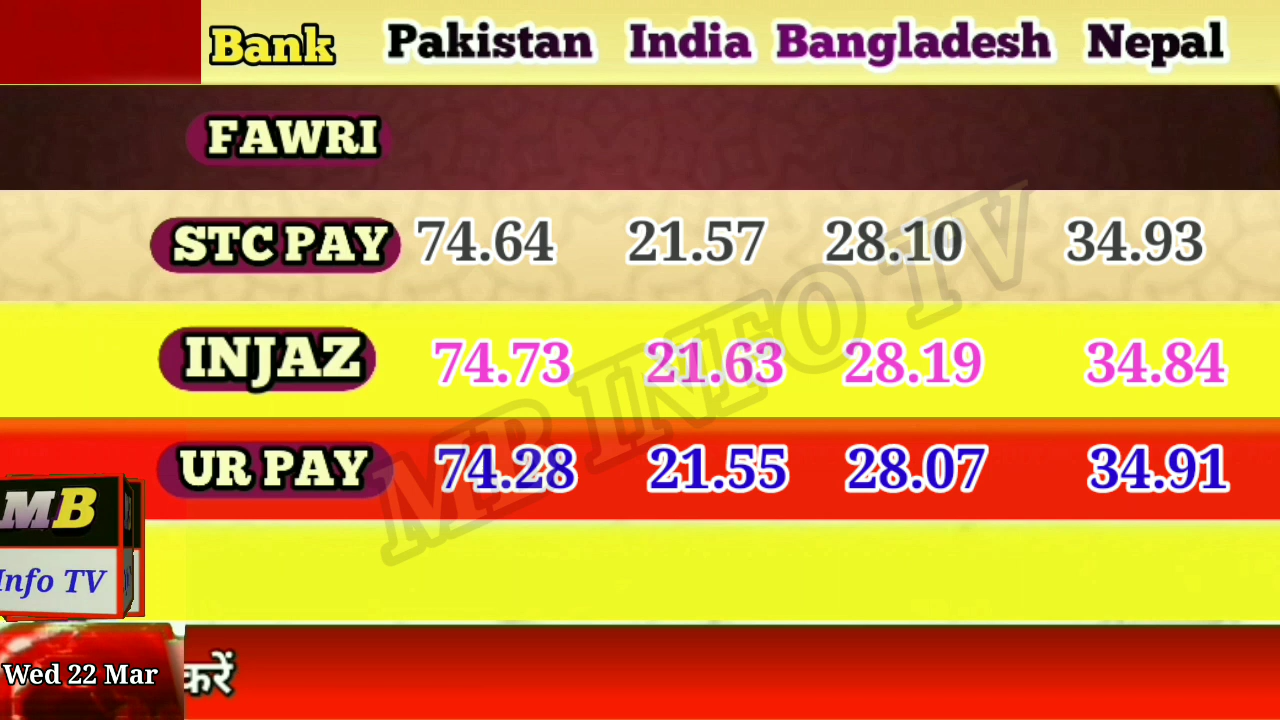 Bank Pakistan India Bangladesh Nepal
FAWRI
STC PAY 74.64 21.57 28.10 34.93
INJAZ 74.73 21.63 28.19 34.84
UR PAY 74.28 21.55 28.07 34.91
MB INFO TV
MB
Info TV
Wed 22 Mar करें